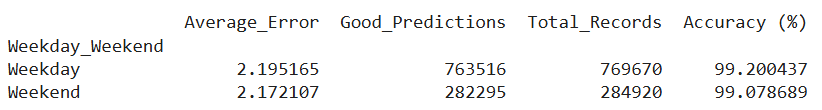 Average_Error Good_Predictions Total_Records Accuracy (%)
Weekday_Weekend
Weekday 2.195165 763516 769670 99.200437
Weekend 2.172107 282295 284920 99.078689